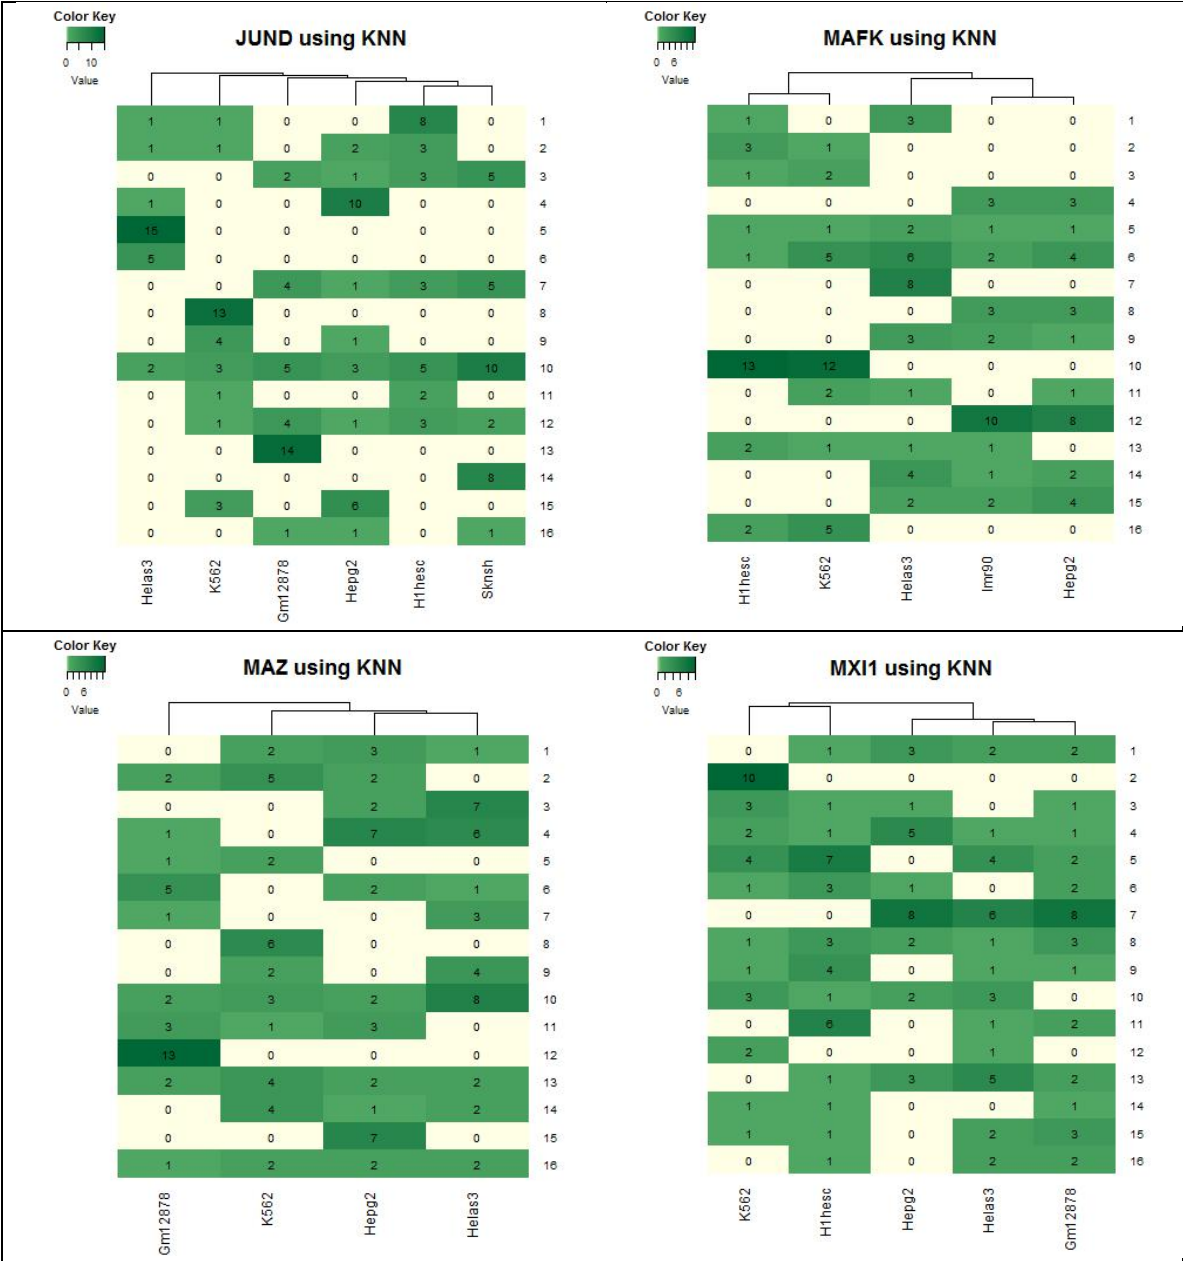 Color Key
0 10
Value
JUND using KNN
1 1 0 0 8 0 1
1 1 0 2 3 0 2
0 0 2 1 3 5 3
1 0 0 10 0 0 4
15 0 0 0 0 0 5
5 0 0 0 0 0 6
0 0 4 1 3 5 7
0 13 0 0 0 0 8
0 4 0 1 0 0 9
2 3 5 3 5 10 10
0 1 0 0 2 0 11
0 1 4 1 3 2 12
0 0 14 0 0 0 13
0 0 0 0 0 8 14
0 3 0 6 0 0 15
0 0 1 1 0 1 16
Helas3 K562 Gm12878 Hepg2 H1hesc Sknsh
Color Key
0 6
Value
MAFK using KNN
1 0 3 0 0 1
3 1 0 0 0 2
1 2 0 0 0 3
0 0 0 3 3 4
1 1 2 1 1 5
1 5 6 2 4 6
0 0 8 0 0 7
0 0 0 3 3 8
0 0 3 2 1 9
13 12 0 0 0 10
0 2 1 0 1 11
0 0 0 10 8 12
2 1 1 1 0 13
0 0 4 1 2 14
0 0 2 2 4 15
2 5 0 0 0 16
H1hesc K562 Helas3 Imr90 Hepg2
Color Key
0 6
Value
MAZ using KNN
0 2 3 1 1
2 5 2 0 2
0 0 2 7 3
1 0 7 6 4
1 2 0 0 5
5 0 2 1 6
1 0 0 3 7
0 6 0 0 8
0 2 0 4 9
2 3 2 8 10
3 1 3 0 11
13 0 0 0 12
2 4 2 2 13
0 4 1 2 14
0 0 7 0 15
1 2 2 2 16
Gm12878 K562 Hepg2 Helas3
Color Key
0 6
Value
MXI1 using KNN
0 1 3 2 2 1
10 0 0 0 0 2
3 1 1 0 1 3
2 1 5 1 1 4
4 7 0 4 2 5
1 3 1 0 2 6
0 0 8 6 8 7
1 3 2 1 3 8
1 4 0 1 1 9
3 1 2 3 0 10
0 6 0 1 2 11
2 0 0 1 0 12
0 1 3 5 2 13
1 1 0 0 1 14
1 1 0 2 3 15
0 1 0 2 2 16
K562 H1hesc Hepg2 Helas3 Gm12878